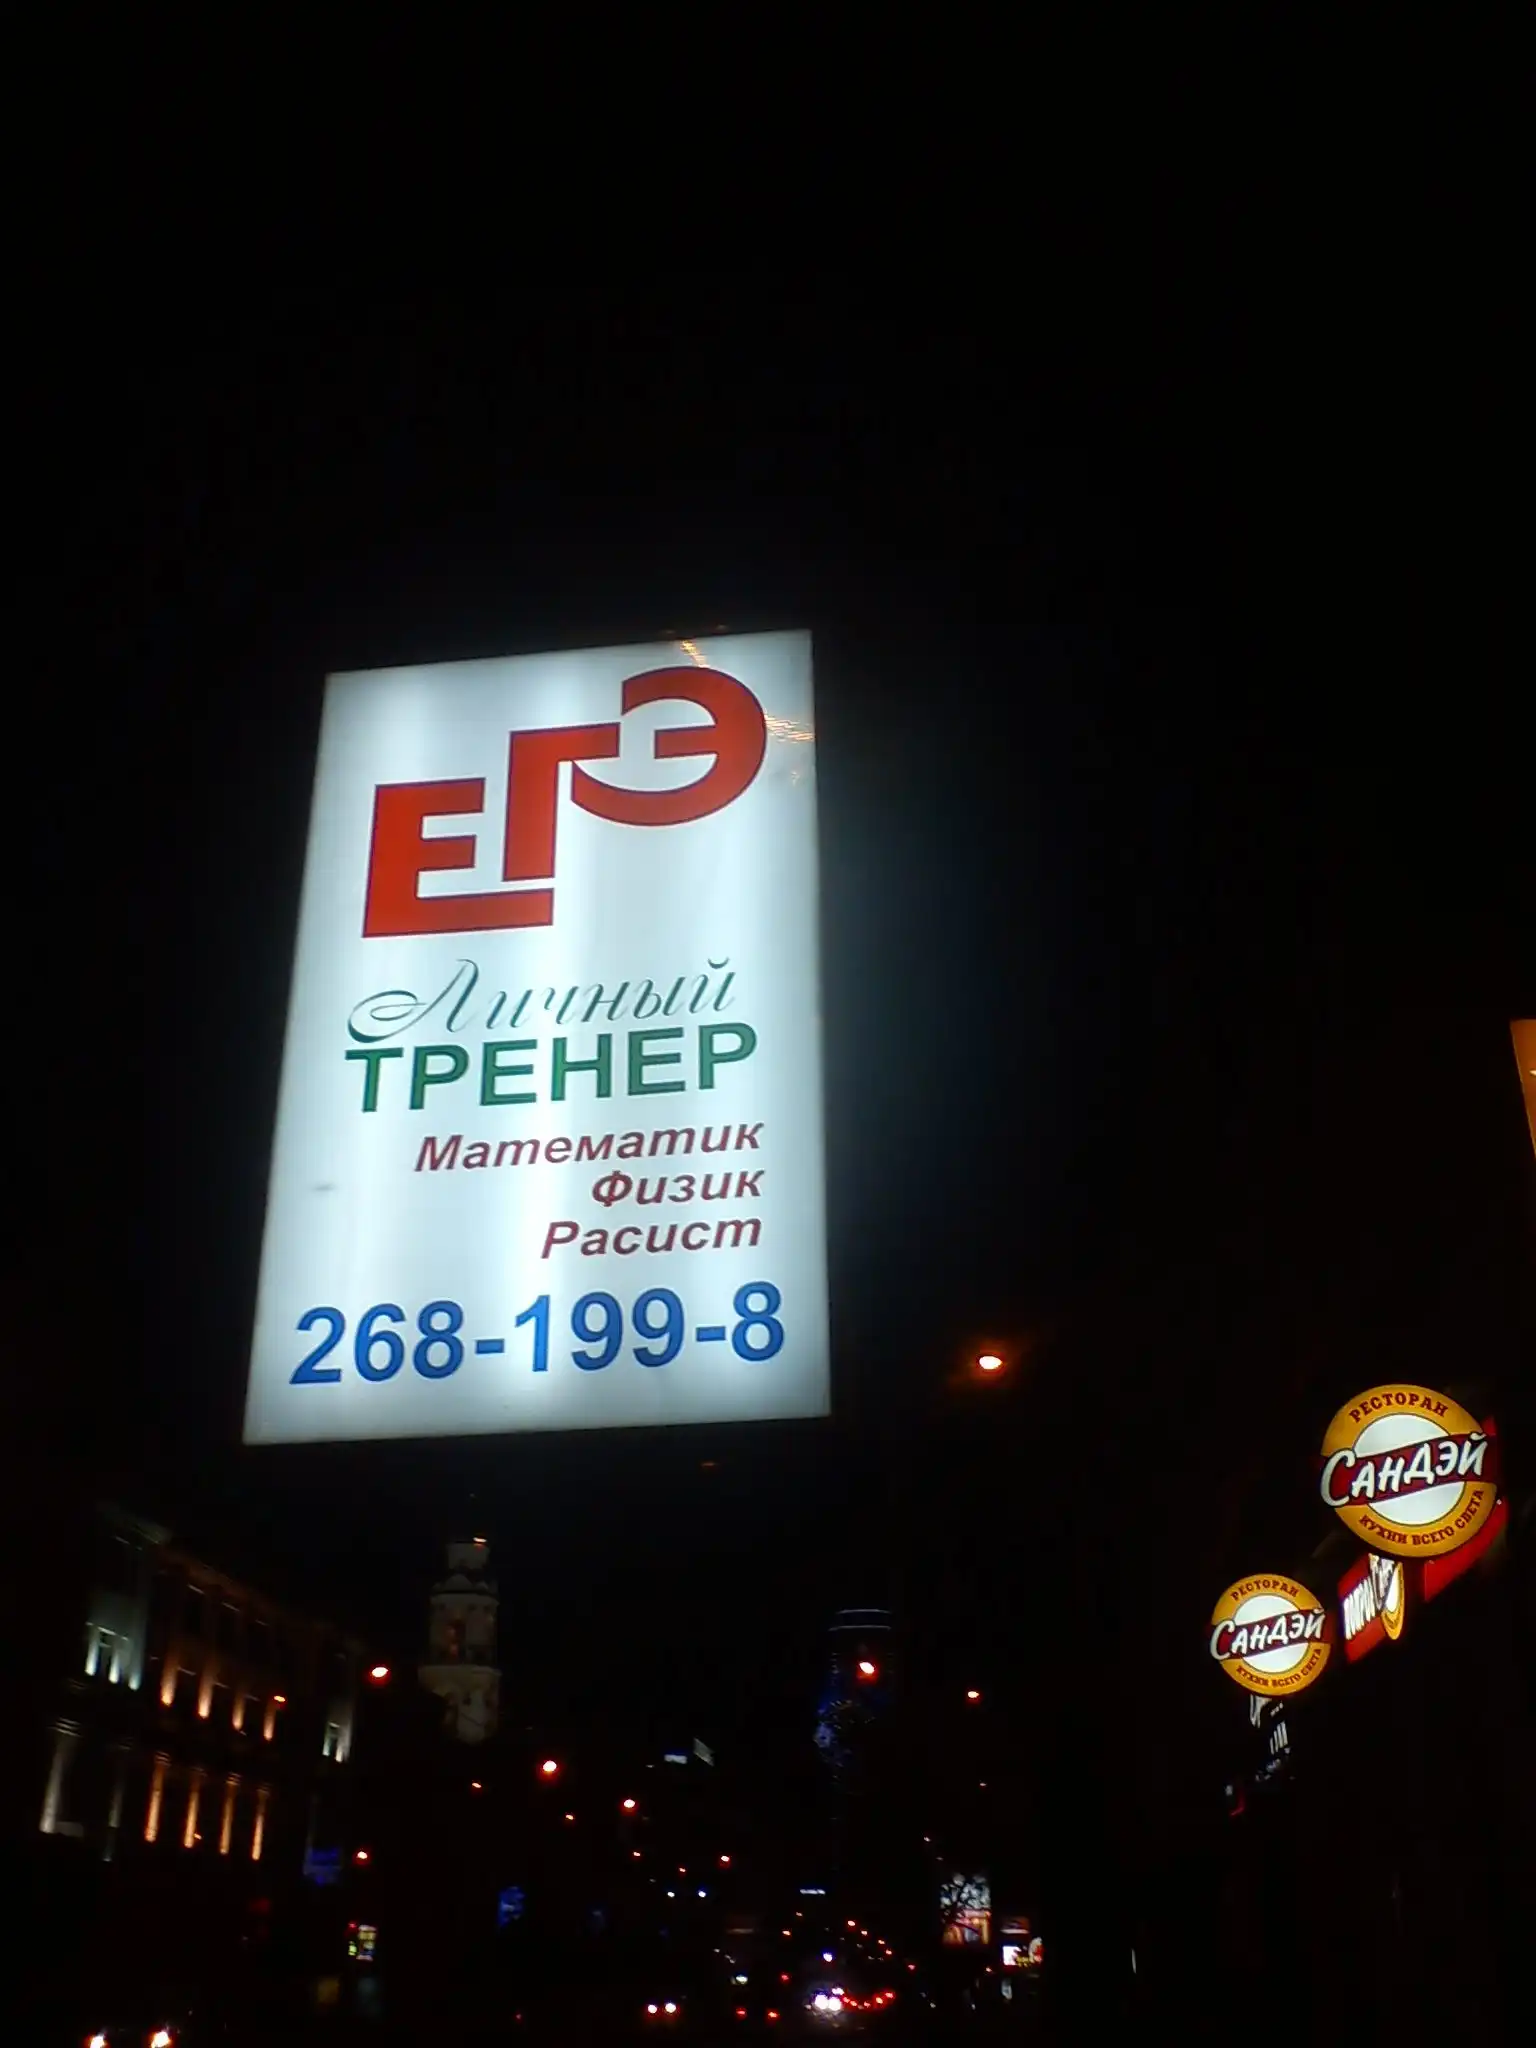 ЕГЭ
Личный
ТРЕНЕР
Математик
Физик
Расист
268-199-8
РЕСТОРАН
САНДЭЙ
КУХНИ ВСЕГО СВЕТА
РЕСТОРАН
САНДЭЙ
КУХНИ ВСЕГО СВЕТА